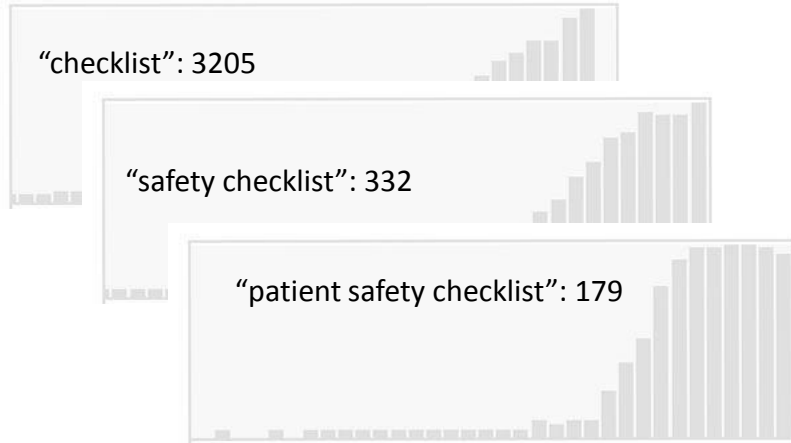 “checklist”: 3205
“safety checklist”: 332
“patient safety checklist”: 179